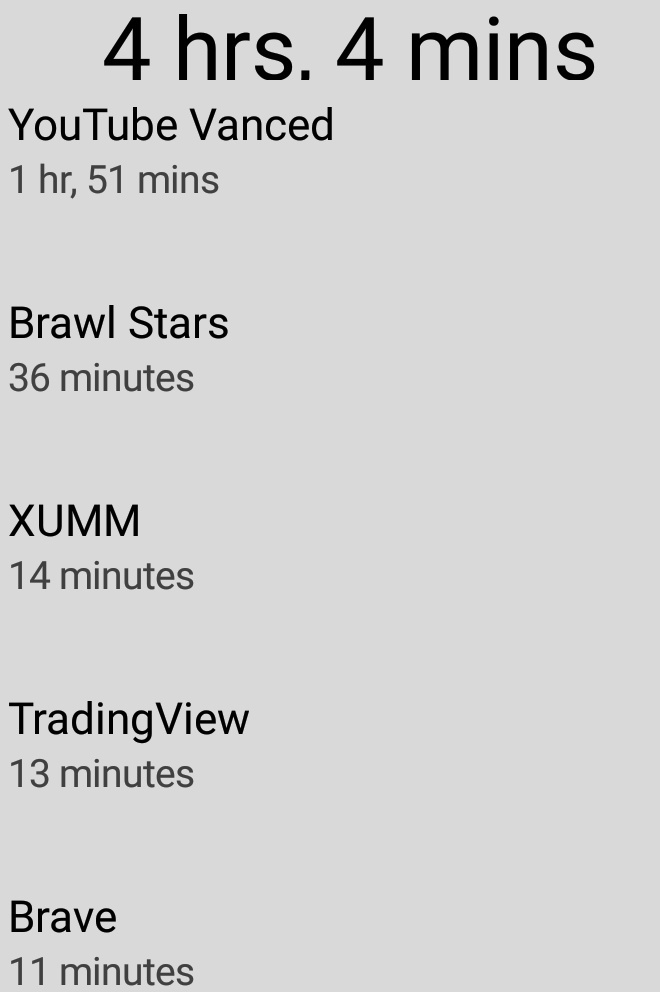 4 hrs. 4 mins
YouTube Vanced
1 hr, 51 mins
Brawl Stars
36 minutes
XUMM
14 minutes
TradingView
13 minutes
Brave
11 minutes